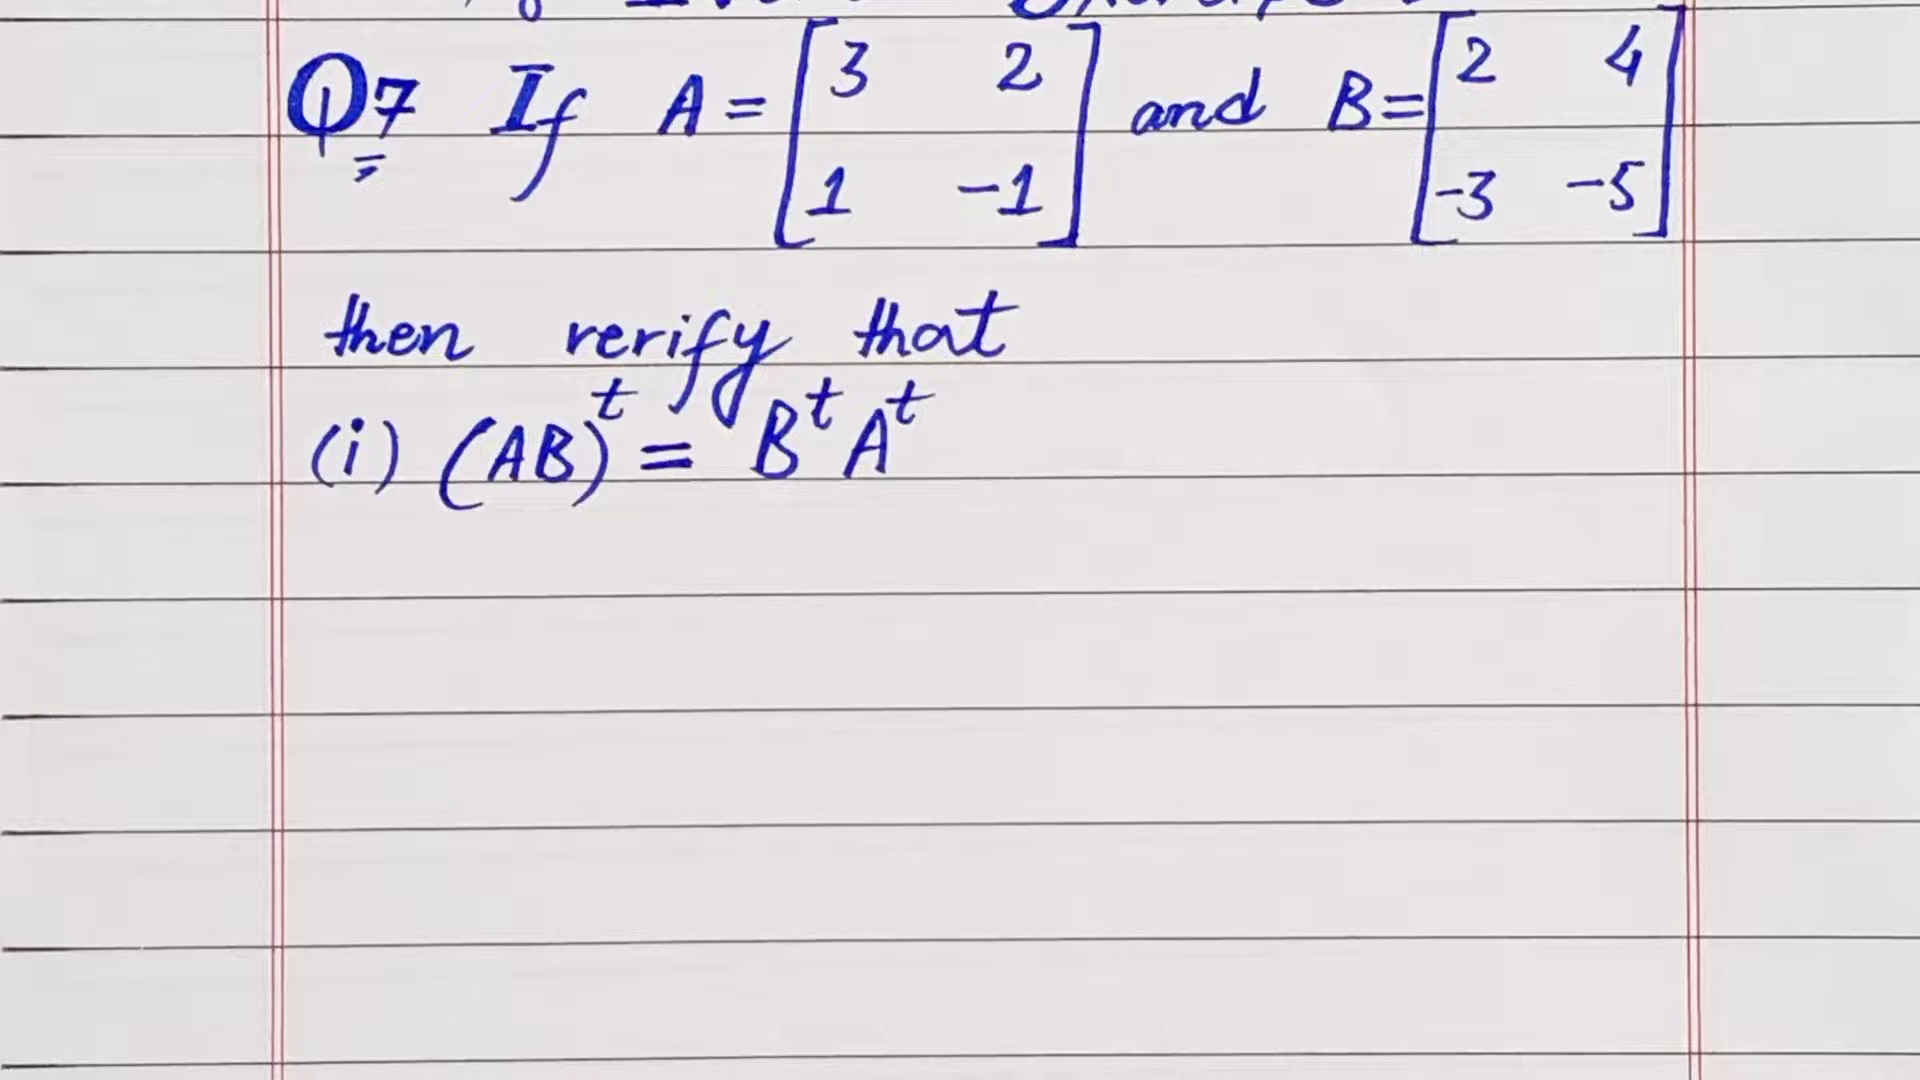 Q7 If A = [3 2 and B = [2 4
1 -1] -3 -5]
then verify that
(i) (AB)^t = B^t A^t